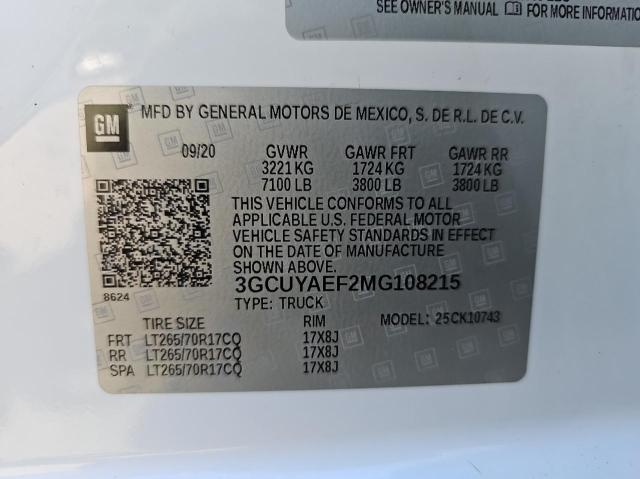 SEE OWNER'S MANUAL FOR MORE INFORMATION
GM
MFD BY GENERAL MOTORS DE MEXICO, S. DE R.L. DE C.V.
09/20 GVWR GAWR FRT GAWR RR
3221 KG 1724 KG 1724 KG
7100 LB 3800 LB 3800 LB
THIS VEHICLE CONFORMS TO ALL
APPLICABLE U.S. FEDERAL MOTOR
VEHICLE SAFETY STANDARDS IN
EFFECT ON THE DATE OF MANUFACTURE
SHOWN ABOVE.
8624
3GCUYAEF2MG108215
TYPE: TRUCK
TIRE SIZE RIM MODEL: 25CK10743
FRT LT265/70R17CQ 17X8J
RR LT265/70R17CQ 17X8J
SPA LT265/70R17CQ 17X8J